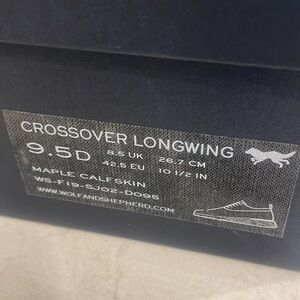 CROSSOVER LONGWING
9.5D 8.5 UK 26.7 CM
42.5 EU 10 1/2 IN
MAPLE CALFSKIN
WS-F19-SJ02-D095
WWW.WOLFANDSHEPHERD.COM